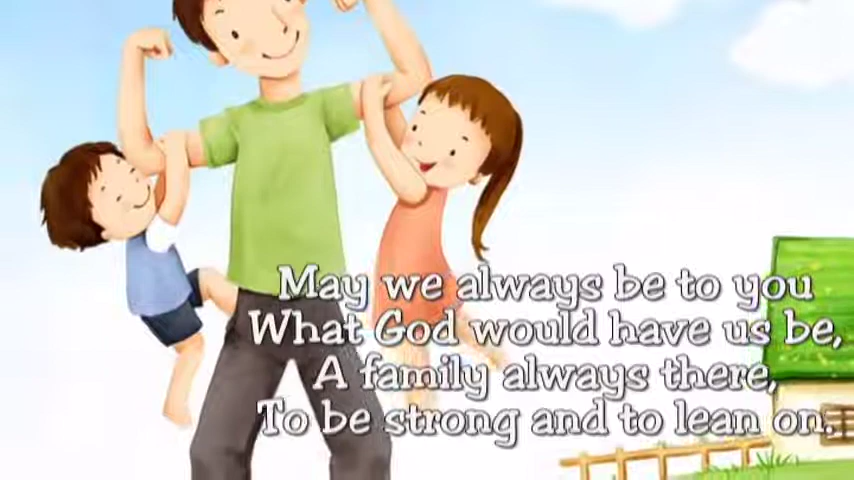 May we always be to you
What God would have us be,
A family always there,
To be strong and to lean on.